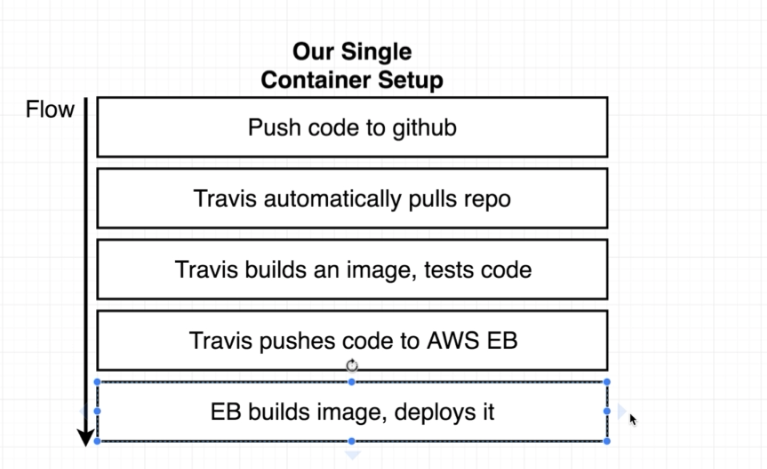 Our Single
Container Setup
Flow
Push code to github
Travis automatically pulls repo
Travis builds an image, tests code
Travis pushes code to AWS EB
EB builds image, deploys it